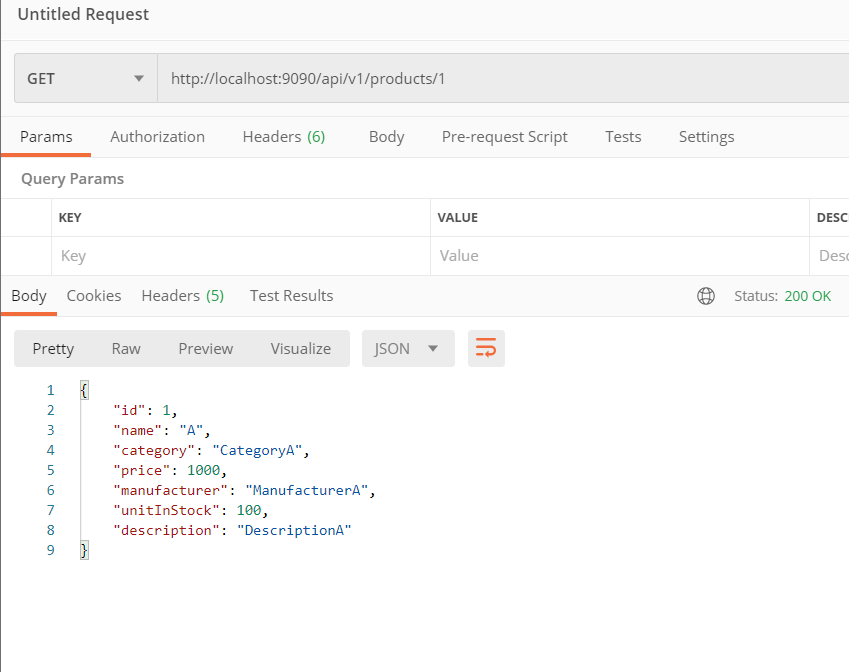 Untitled Request
GET http://localhost:9090/api/v1/products/1
Params Authorization Headers (6) Body Pre-request Script Tests Settings
Query Params
KEY VALUE DESC
Key Value Desc
Body Cookies Headers (5) Test Results Status: 200 OK
Pretty Raw Preview Visualize JSON
1 {
2 "id": 1,
3 "name": "A",
4 "category": "CategoryA",
5 "price": 1000,
6 "manufacturer": "ManufacturerA",
7 "unitInStock": 100,
8 "description": "DescriptionA"
9 }